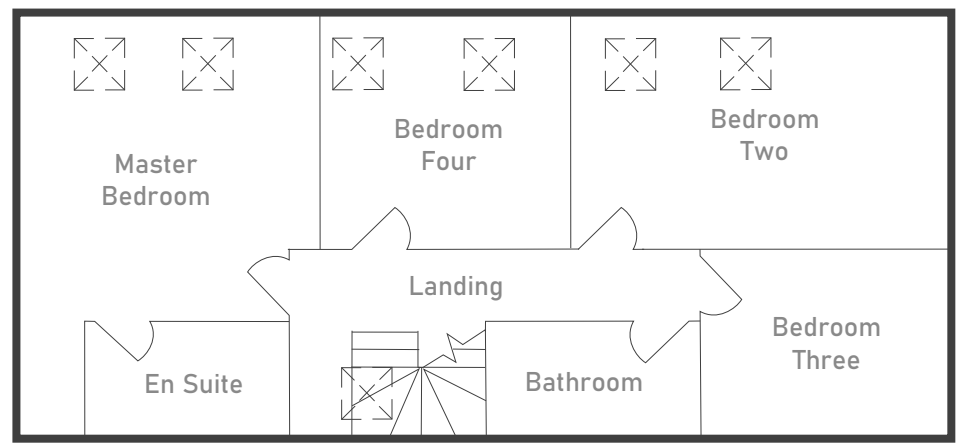 Master
Bedroom
Bedroom
Four
Bedroom
Two
Landing
En Suite
Bathroom
Bedroom
Three